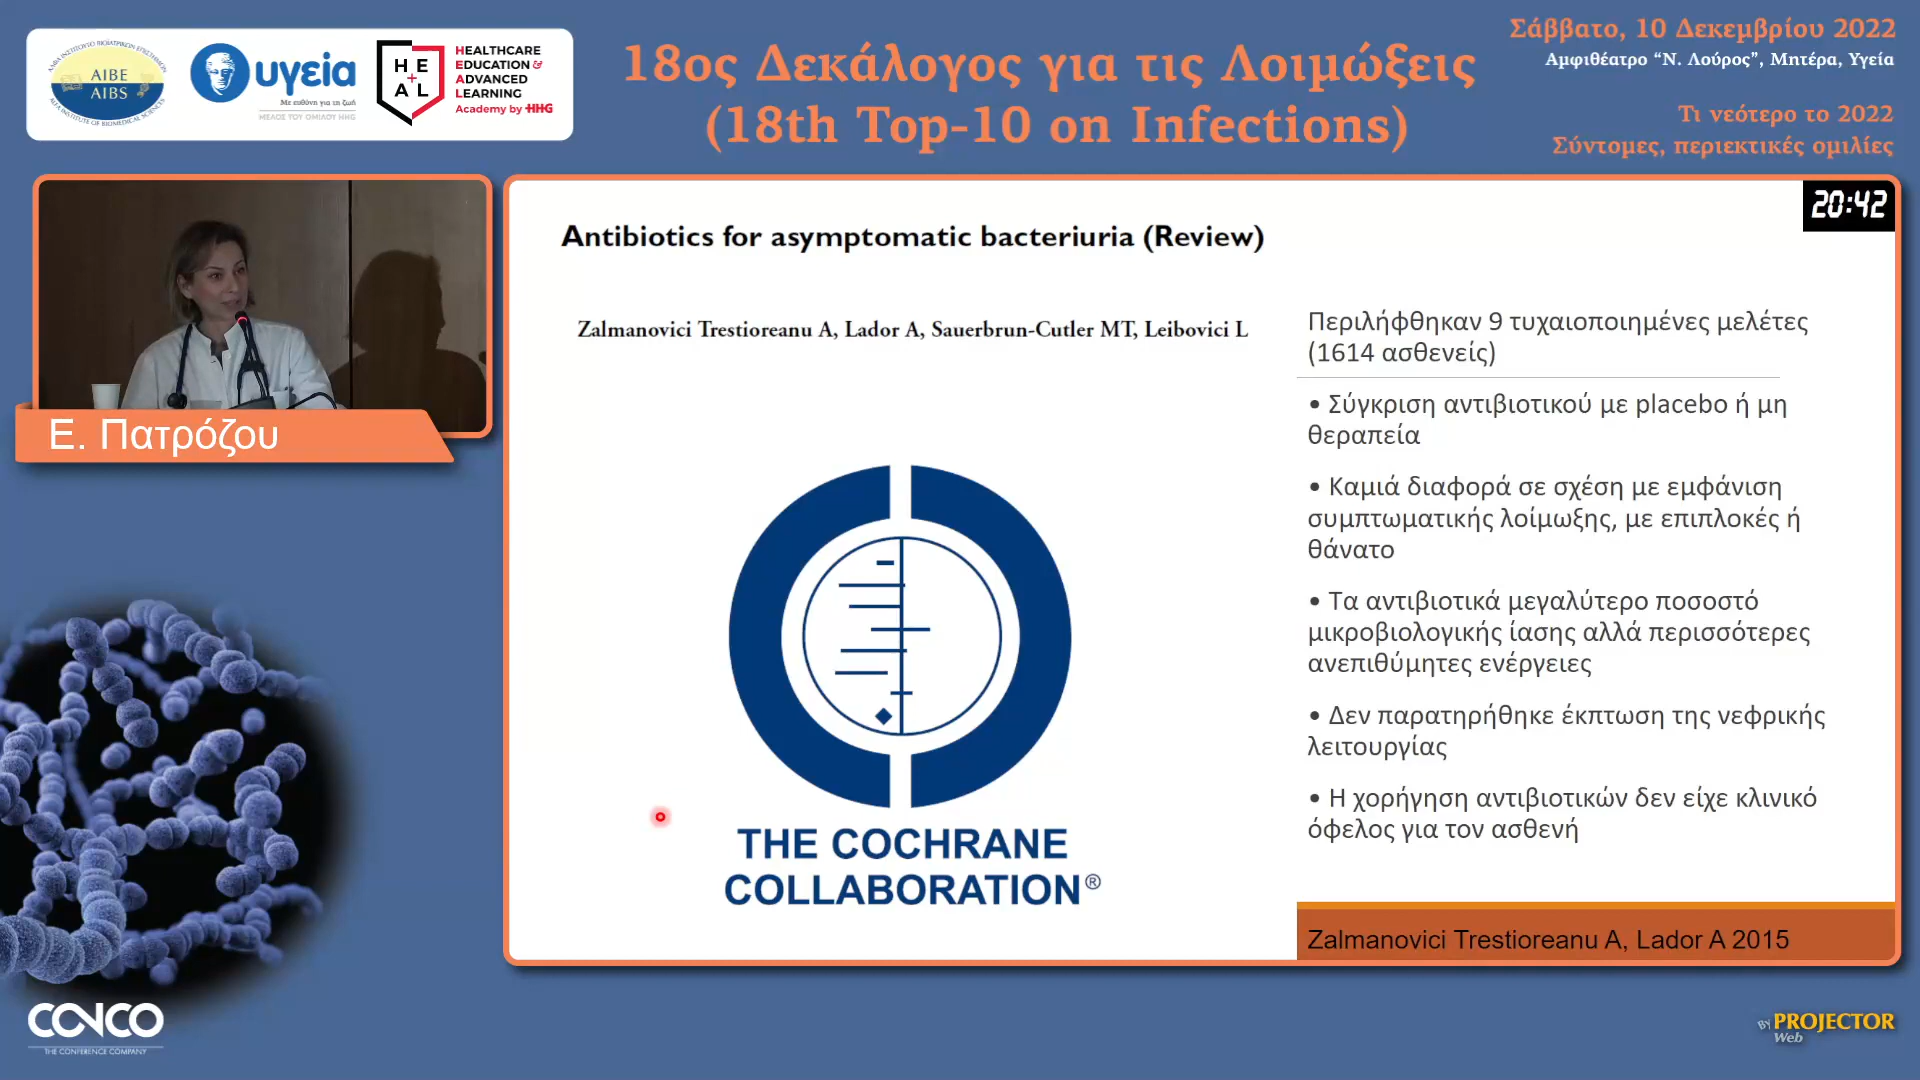 AIBE
AIBS
υγεία
Με ευθύνη για τη ζωή
ΜΕΛΟΣ ΤΟΥ ΟΜΙΛΟΥ HHG
HE
+
AL
HEALTHCARE
EDUCATION &
ADVANCED
LEARNING
Academy by HHG
18ος Δεκάλογος για τις Λοιμώξεις
(18th Top-10 on Infections)
Σάββατο, 10 Δεκεμβρίου 2022
Αμφιθέατρο “Ν. Λούρος”, Μητέρα, Υγεία
Τι νεότερο το 2022
Σύντομες, περιεκτικές ομιλίες
Ε. Πατρόζου
20:42
Antibiotics for asymptomatic bacteriuria (Review)
Zalmanovici Trestioreanu A, Lador A, Sauerbrun-Cutler MT, Leibovici L
THE COCHRANE
COLLABORATION®
Περιλήφθηκαν 9 τυχαιοποιημένες μελέτες
(1614 ασθενείς)
• Σύγκριση αντιβιοτικού με placebo ή μη
θεραπεία
• Καμιά διαφορά σε σχέση με εμφάνιση
συμπτωματικής λοίμωξης, με επιπλοκές ή
θάνατο
• Τα αντιβιοτικά μεγαλύτερο ποσοστό
μικροβιολογικής ίασης αλλά περισσότερες
ανεπιθύμητες ενέργειες
• Δεν παρατηρήθηκε έκπτωση της νεφρικής
λειτουργίας
• Η χορήγηση αντιβιοτικών δεν είχε κλινικό
όφελος για τον ασθενή
Zalmanovici Trestioreanu A, Lador A 2015
CONCO
THE CONFERENCE COMPANY
By PROJECTOR
Web